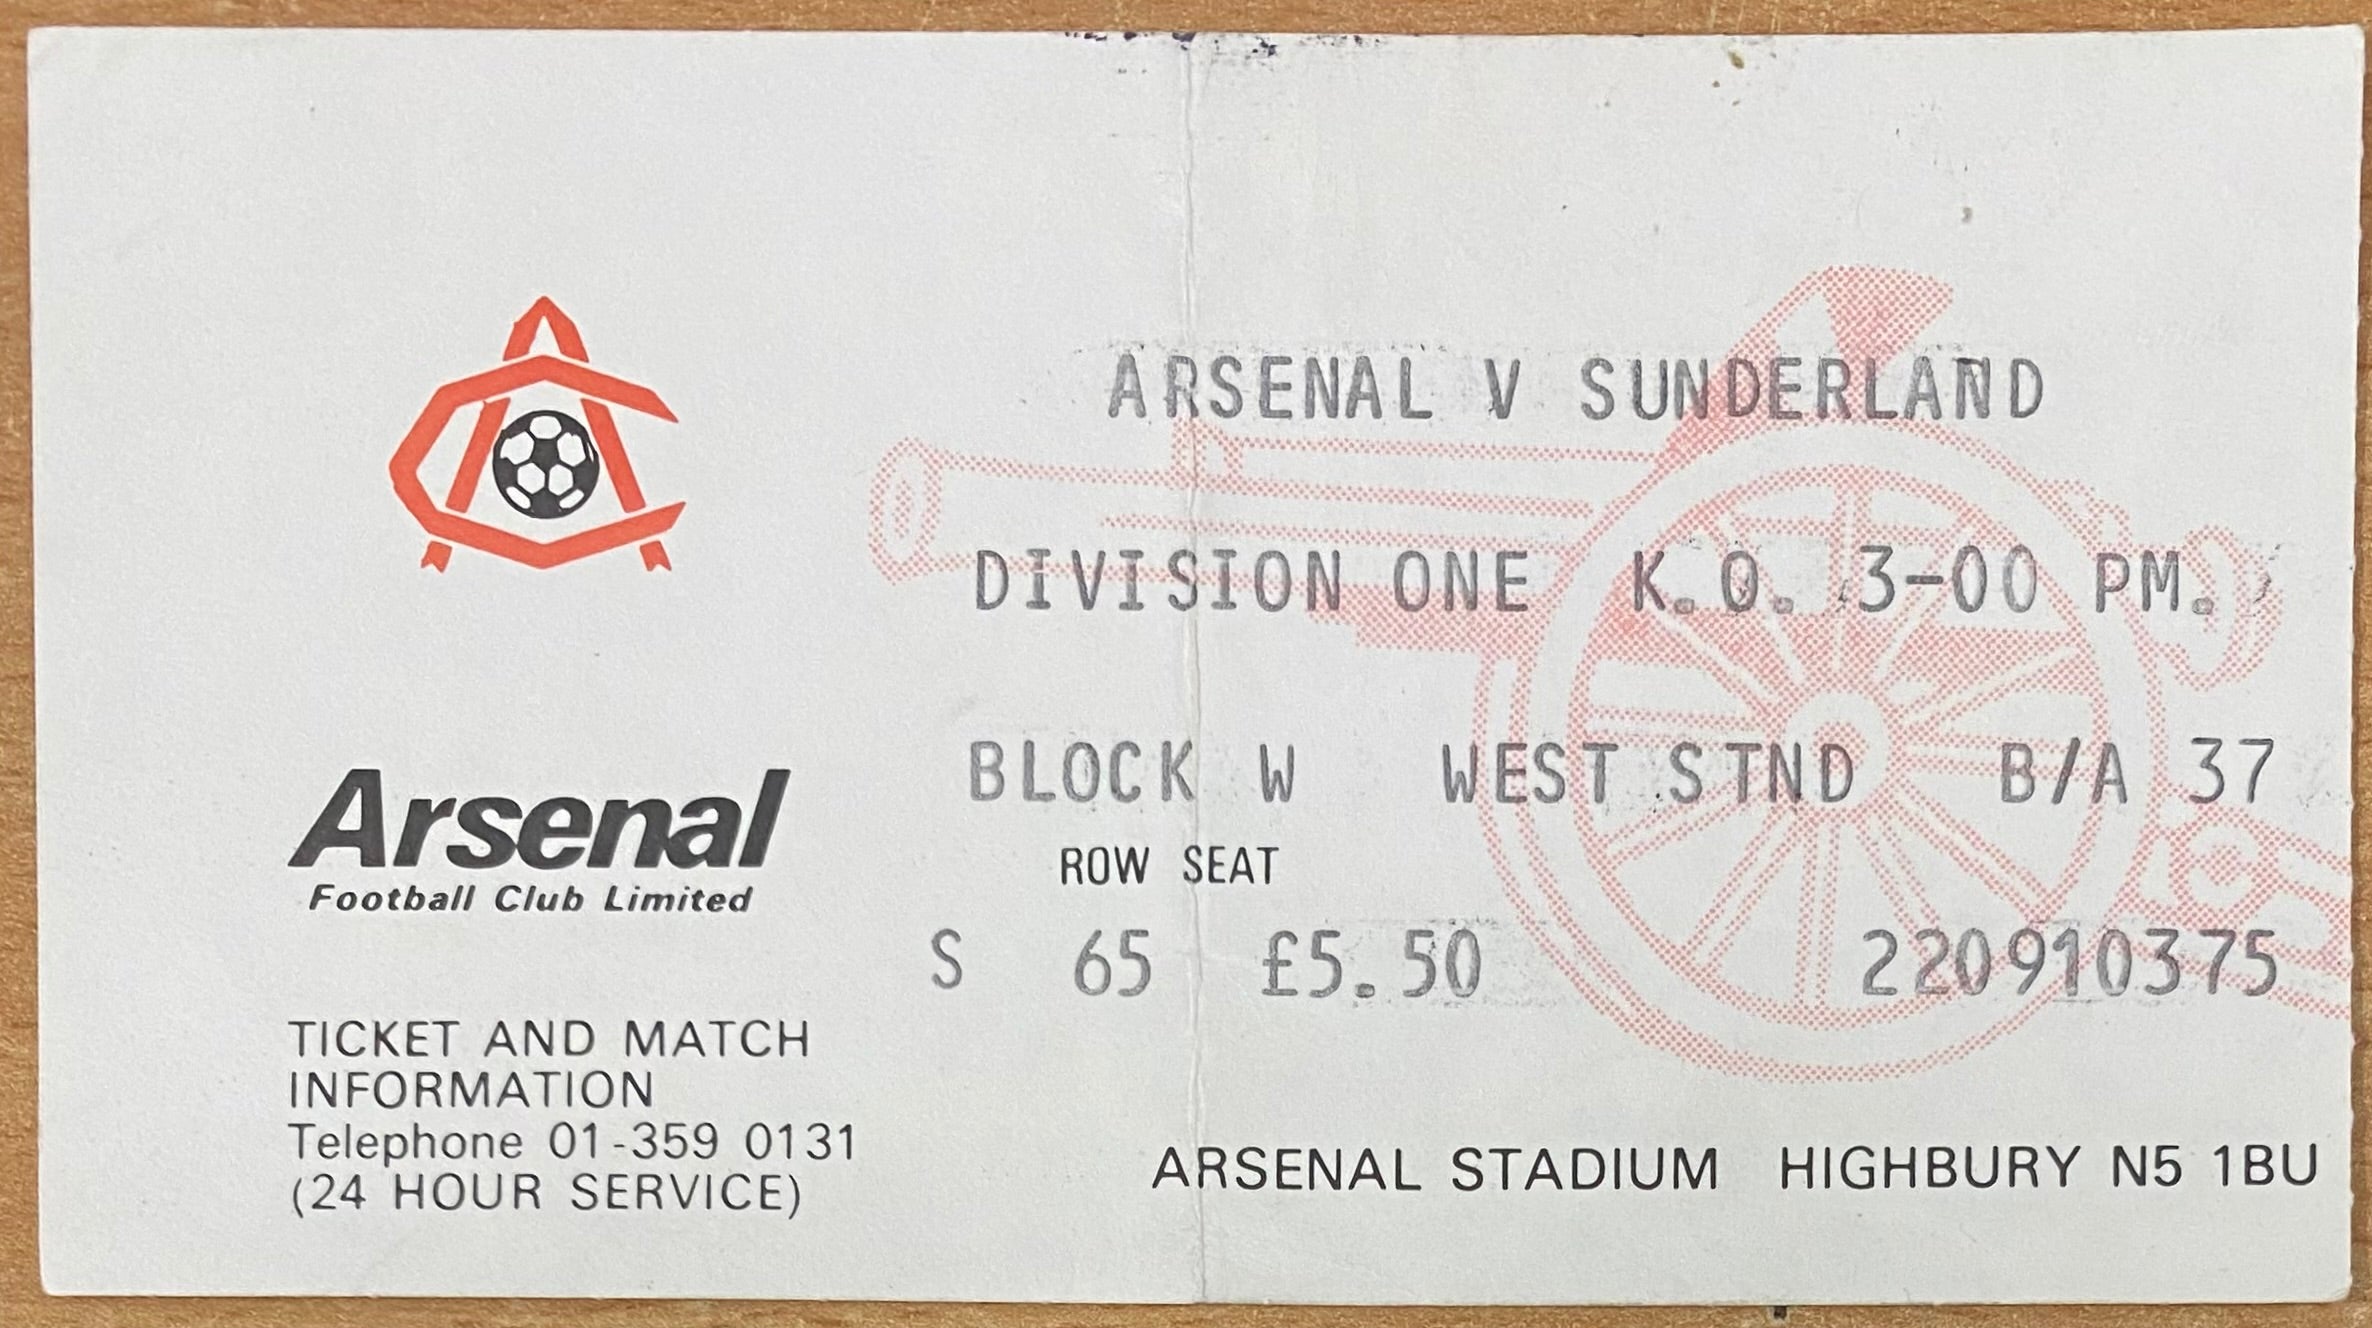 ARSENAL V SUNDERLAND
DIVISION ONE K.O. 3-00 PM.
BLOCK W WEST STND B/A 37
ROW SEAT
S 65 £5.50 220910375
Arsenal
Football Club Limited
TICKET AND MATCH
INFORMATION
Telephone 01-359 0131
(24 HOUR SERVICE)
ARSENAL STADIUM HIGHBURY N5 1BU